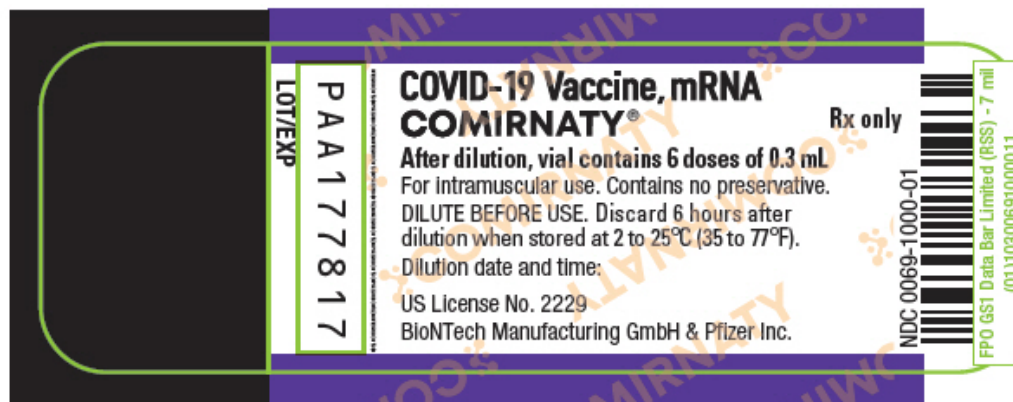 LOT/EXP
PAA177817
COVID-19 Vaccine, mRNA
COMIRNATY®
Rx only
After dilution, vial contains 6 doses of 0.3 mL
For intramuscular use. Contains no preservative.
DILUTE BEFORE USE. Discard 6 hours after
dilution when stored at 2 to 25°C (35 to 77°F).
Dilution date and time:
US License No. 2229
BioNTech Manufacturing GmbH & Pfizer Inc.
NDC 0069-1000-01
FPO GS1 Data Bar Limited (RSS) - 7 mil
COMIRNATY
COMIRNATY
COMIRNATY